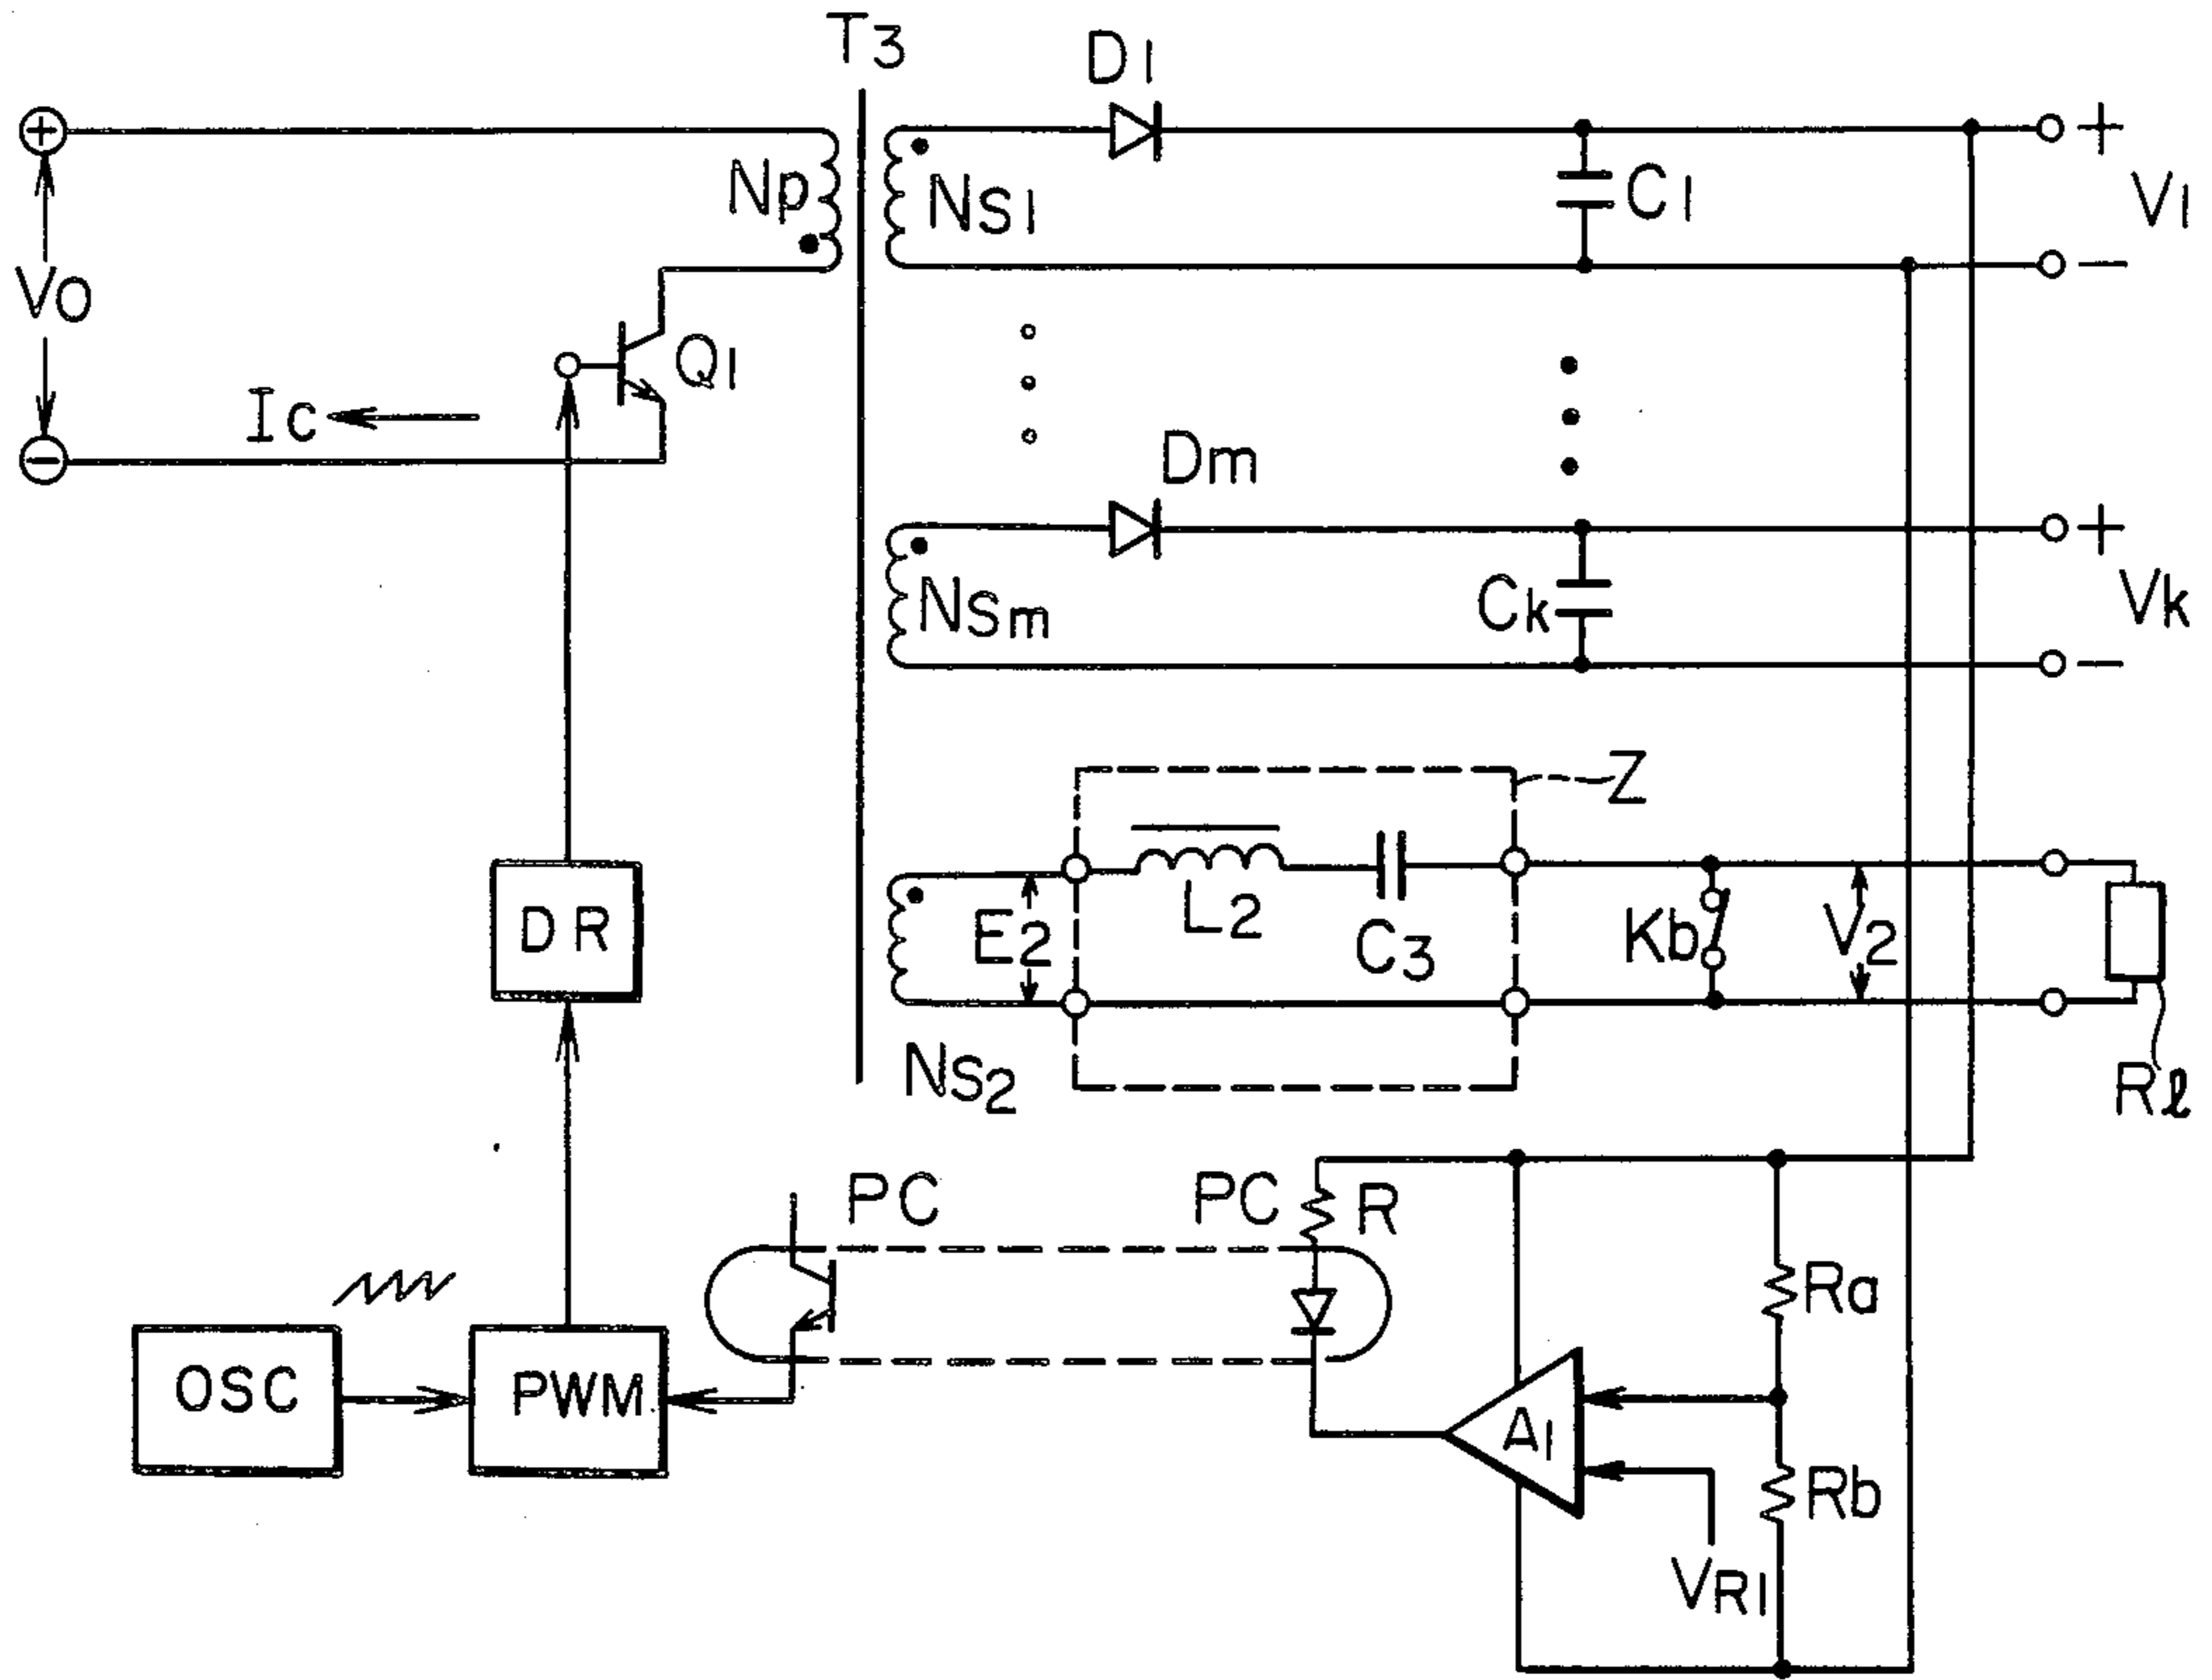 T3
D1
+
Np
NS1
C1
V1
−
V0
Q1
Ic
Dm
+
NSm
Ck
Vk
−
Z
DR
E2
L2
C3
Kb
V2
NS2
Rℓ
PC
PC
R
Ra
OSC
PWM
A1
Rb
VR1